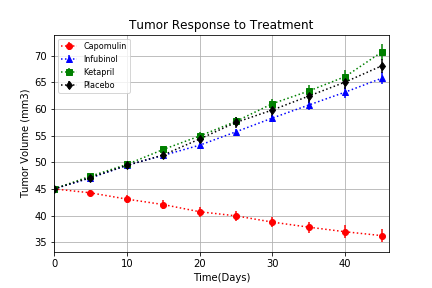 Tumor Response to Treatment
Capomulin
Infubinol
Ketapril
Placebo
Tumor Volume (mm3)
70
65
60
55
50
45
40
35
0 10 20 30 40
Time(Days)